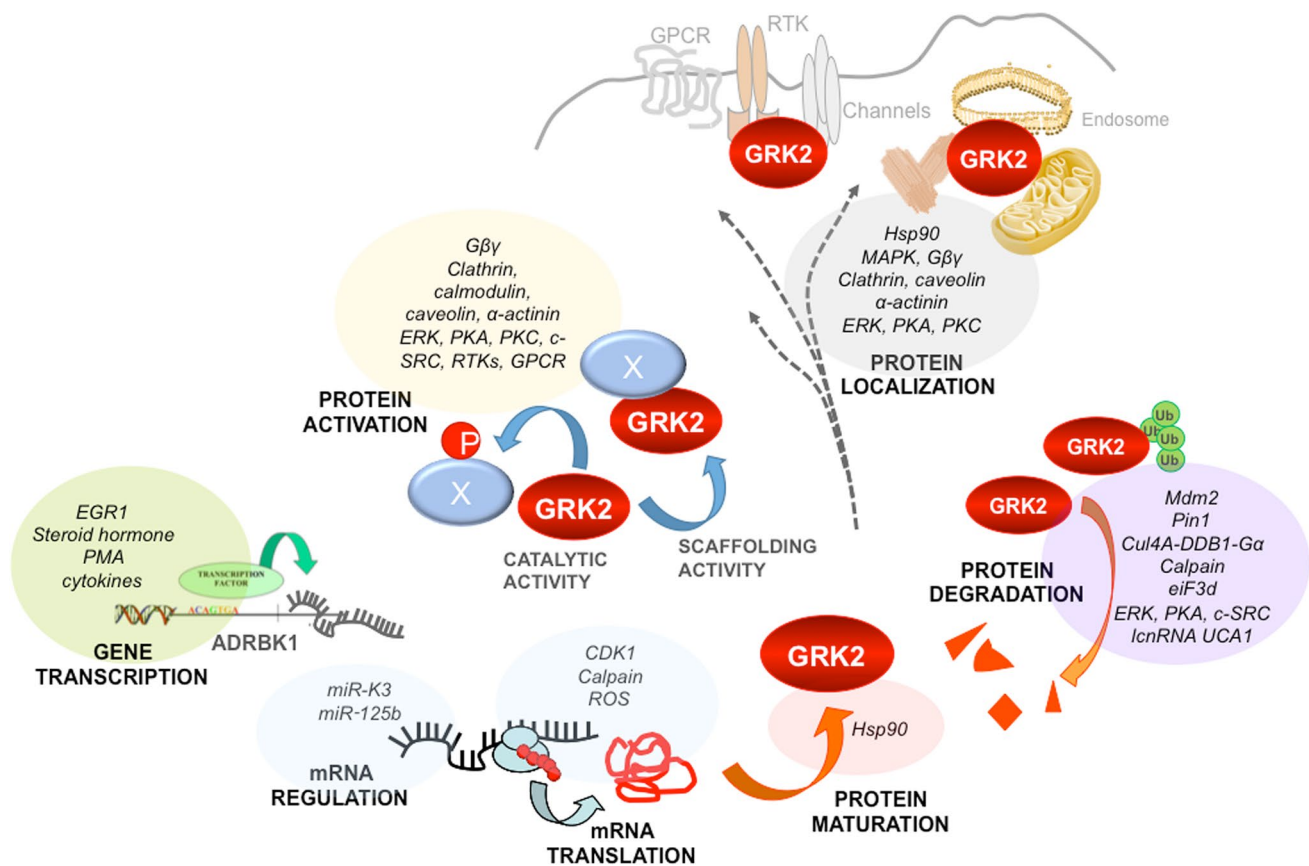 GPCR
RTK
Channels
GRK2
Endosome
GRK2
Hsp90
MAPK, Gβγ
Clathrin, caveolin
α-actinin
ERK, PKA, PKC
PROTEIN
LOCALIZATION
Gβγ
Clathrin,
calmodulin,
caveolin, α-actinin
ERK, PKA, PKC, c-
SRC, RTKs, GPCR
PROTEIN
ACTIVATION
X
GRK2
P
X
GRK2
CATALYTIC
ACTIVITY
SCAFFOLDING
ACTIVITY
GRK2
Ub
Ub
Ub
Ub
GRK2
Mdm2
Pin1
Cul4A-DDB1-Gα
Calpain
eiF3d
ERK, PKA, c-SRC
lcnRNA UCA1
PROTEIN
DEGRADATION
EGR1
Steroid hormone
PMA
cytokines
TRANSCRIPTION
FACTOR
ACAGTGA
ADRBK1
GENE
TRANSCRIPTION
miR-K3
miR-125b
mRNA
REGULATION
CDK1
Calpain
ROS
mRNA
TRANSLATION
GRK2
Hsp90
PROTEIN
MATURATION